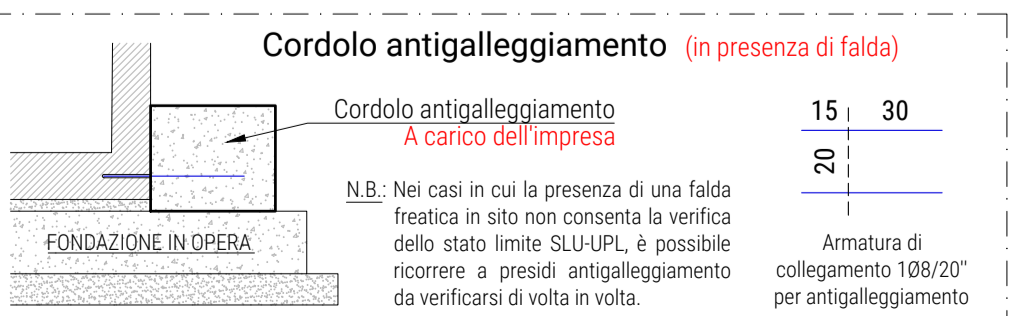 Cordolo antigalleggiamento (in presenza di falda)
Cordolo antigalleggiamento
A carico dell'impresa
N.B.: Nei casi in cui la presenza di una falda
freatica in sito non consenta la verifica
dello stato limite SLU-UPL, è possibile
ricorrere a presidi antigalleggiamento
da verificarsi di volta in volta.
FONDAZIONE IN OPERA
15 30
20
Armatura di
collegamento 1Ø8/20"
per antigalleggiamento